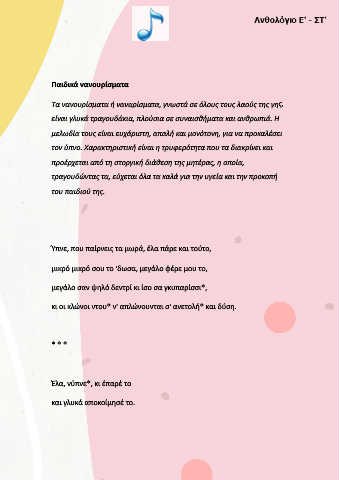 Ανθολόγιο Ε' - ΣΤ'
Παιδικά νανουρίσματα
Τα νανουρίσματα ή ναναρίσματα, γνωστά σε όλους τους λαούς της γης,
είναι γλυκά τραγουδάκια, πλούσια σε συναισθήματα και ανθρωπιά. Η
μελωδία τους είναι ευχάριστη, απαλή και μονότονη, για να προκαλέσει
τον ύπνο. Χαρακτηριστική είναι η τρυφερότητα που τα διακρίνει και
προέρχεται από τη στοργική διάθεση της μητέρας, η οποία,
τραγουδώντας τα, εύχεται όλα τα καλά για την υγεία και την προκοπή
του παιδιού της.
Ύπνε, που παίρνεις τα μωρά, έλα πάρε και τούτο,
μικρό μικρό σου το 'δωσα, μεγάλο φέρε μου το,
μεγάλο σαν ψηλό δεντρί κι ίσο σα γκυπαρίσσι*,
κι οι κλώνοι ντου* ν' απλώνουνται σ' ανετολή* και δύση.
* * *
Έλα, νύπνε*, κι έπαρέ το
και γλυκά αποκοίμησέ το.